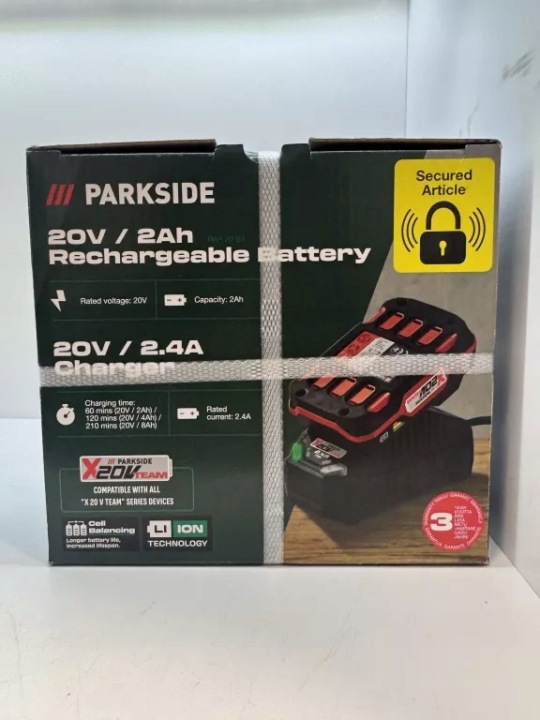 /// PARKSIDE
Secured
Article
20V / 2Ah
Rechargeable Battery
Rated voltage: 20V
Capacity: 2Ah
20V / 2.4A
Charger
Charging time:
60 mins (20V / 2Ah) /
120 mins (20V / 4Ah) /
210 mins (20V / 8Ah)
Rated
current: 2.4A
/// PARKSIDE
X20VTEAM
COMPATIBLE WITH ALL
"X 20 V TEAM" SERIES DEVICES
Cell
Balancing
Longer battery life,
increased lifespan.
LI ION
TECHNOLOGY
3